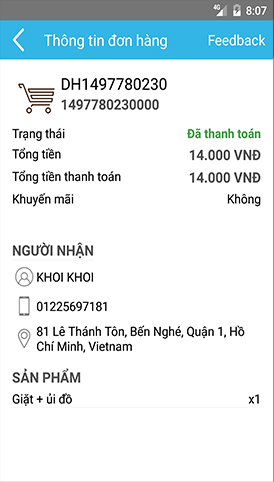 4G 8:07
Thông tin đơn hàng Feedback
DH1497780230
1497780230000
Trạng thái Đã thanh toán
Tổng tiền 14.000 VNĐ
Tổng tiền thanh toán 14.000 VNĐ
Khuyến mãi Không
NGƯỜI NHẬN
KHOI KHOI
01225697181
81 Lê Thánh Tôn, Bến Nghé, Quận 1, Hồ
Chí Minh, Vietnam
SẢN PHẨM
Giặt + ủi đồ x1